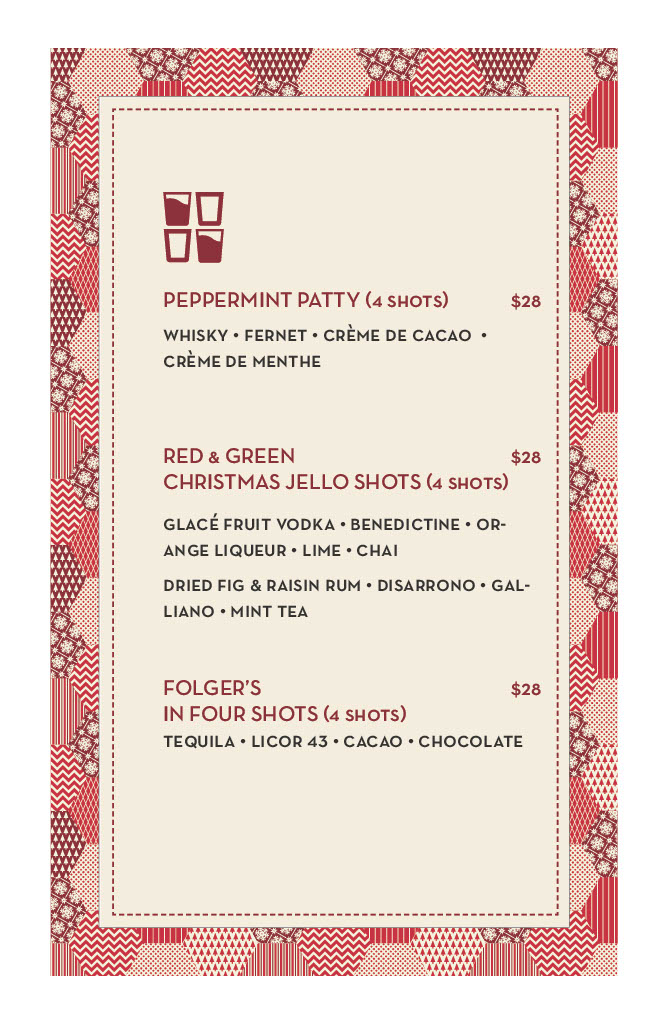 PEPPERMINT PATTY (4 SHOTS) $28
WHISKY • FERNET • CRÈME DE CACAO •
CRÈME DE MENTHE
RED & GREEN $28
CHRISTMAS JELLO SHOTS (4 SHOTS)
GLACÉ FRUIT VODKA • BENEDICTINE • OR-
ANGE LIQUEUR • LIME • CHAI
DRIED FIG & RAISIN RUM • DISARRONO • GAL-
LIANO • MINT TEA
FOLGER'S $28
IN FOUR SHOTS (4 SHOTS)
TEQUILA • LICOR 43 • CACAO • CHOCOLATE